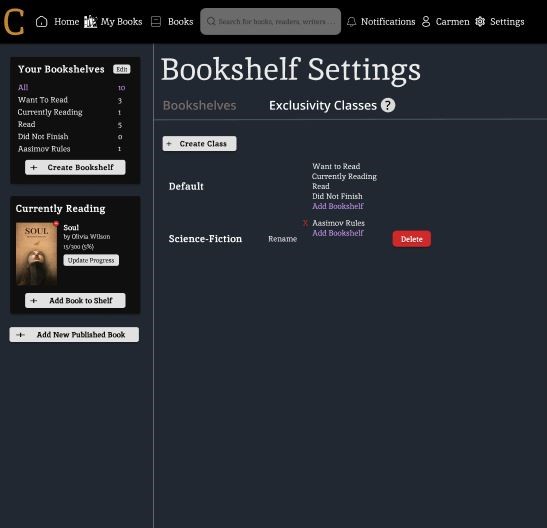 C Home My Books Books Search for books, readers, writers . . . Notifications Carmen Settings
Your Bookshelves Edit
All 10
Want To Read 3
Currently Reading 1
Read 5
Did Not Finish 0
Aasimov Rules 1
+ Create Bookshelf
Currently Reading
SOUL
Soul
by Olivia Wilson
15/300 (5%)
Update Progress
+ Add Book to Shelf
+ Add New Published Book
Bookshelf Settings
Bookshelves Exclusivity Classes ?
+ Create Class
Default
Want to Read
Currently Reading
Read
Did Not Finish
Add Bookshelf
Science-Fiction Rename
X Aasimov Rules
Add Bookshelf
Delete